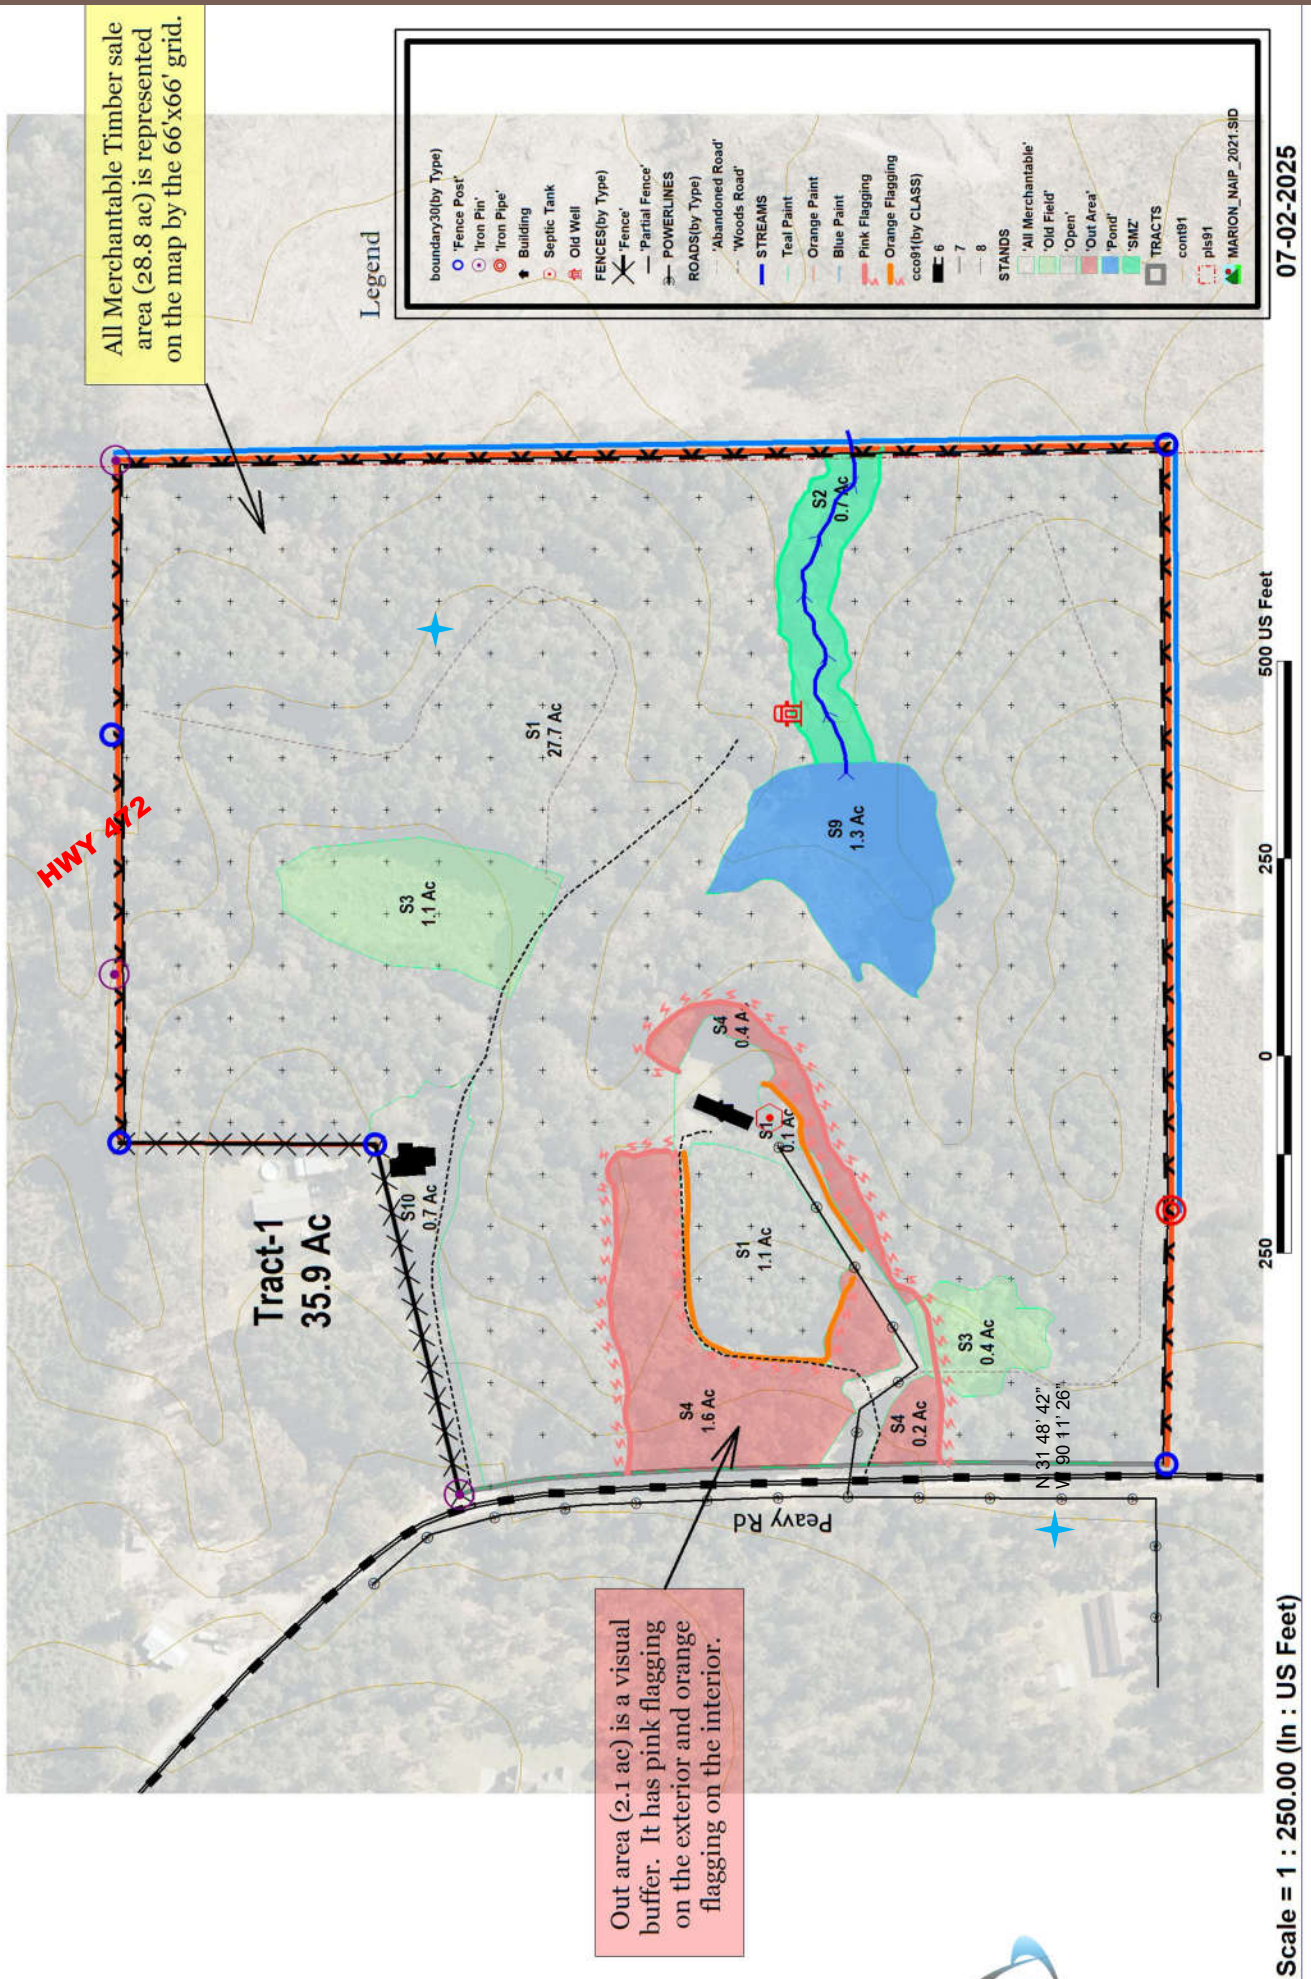 All Merchantable Timber sale
area (28.8 ac) is represented
on the map by the 66'x66' grid.
Legend
boundary30(by Type)
'Fence Post'
'Iron Pin'
'Iron Pipe'
Building
Septic Tank
Old Well
FENCES(by Type)
'Fence'
'Partial Fence'
POWERLINES
ROADS(by Type)
'Abandoned Road'
'Woods Road'
STREAMS
Teal Paint
Orange Paint
Blue Paint
Pink Flagging
Orange Flagging
cco91(by CLASS)
6
7
8
STANDS
'All Merchantable'
'Old Field'
'Open'
'Out Area'
'Pond'
'SMZ'
TRACTS
cont91
pls91
MARION_NAIP_2021.SID
07-02-2025
HWY 472
S1
27.7 Ac
S2
0.7 Ac
S3
1.1 Ac
S9
1.3 Ac
S4
0.4 A
S1
0.1 Ac
S10
0.7 Ac
Tract-1
35.9 Ac
S1
1.1 Ac
S4
1.6 Ac
S4
0.2 Ac
S3
0.4 Ac
N 31 48' 42"
W 90 11' 26"
Peavy Rd
Out area (2.1 ac) is a visual
buffer. It has pink flagging
on the exterior and orange
flagging on the interior.
250 0 250 500 US Feet
Scale = 1 : 250.00 (In : US Feet)